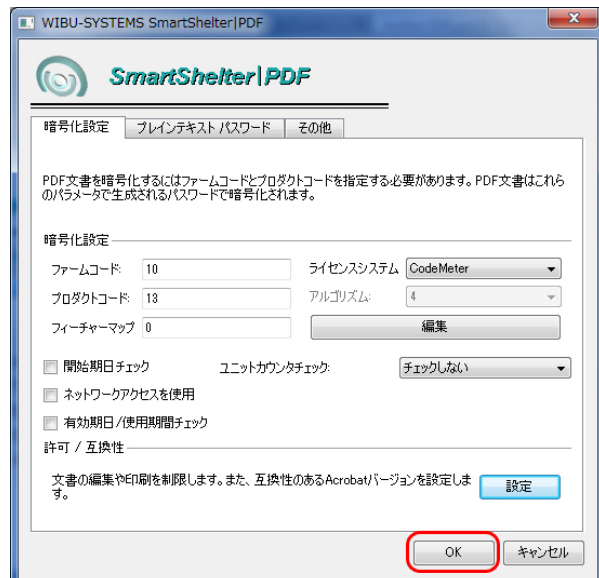 WIBU-SYSTEMS SmartShelter|PDF
SmartShelter|PDF
暗号化設定 プレインテキスト パスワード その他
PDF文書を暗号化するにはファームコードとプロダクトコードを指定する必要があります。PDF文書はこれら
のパラメータで生成されるパスワードで暗号化されます。
暗号化設定
ファームコード: 10 ライセンスシステム CodeMeter
プロダクトコード: 13 アルゴリズム: 4
フィーチャーマップ 0 編集
開始期日チェック ユニットカウンタチェック: チェックしない
ネットワークアクセスを使用
有効期日/使用期間チェック
許可 / 互換性
文書の編集や印刷を制限します。また、互換性のあるAcrobatバージョンを設定しま
す。 設定
OK キャンセル